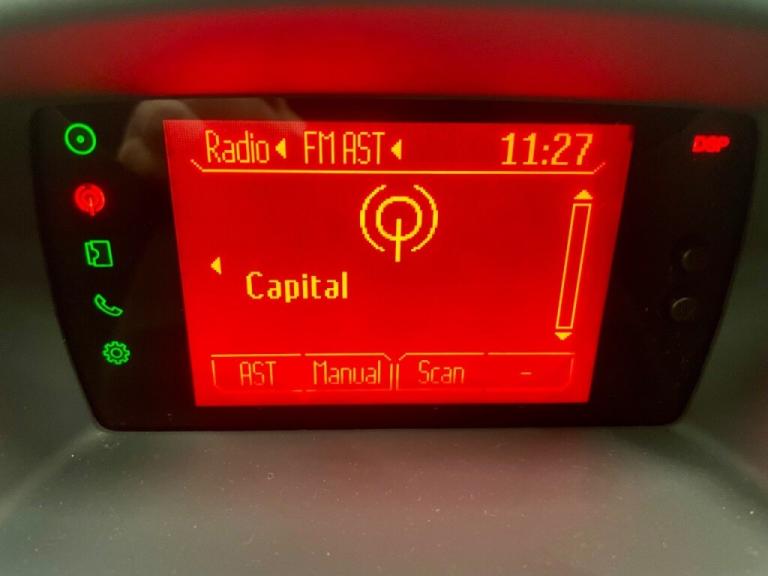 Radio FM AST 11:27
DSP
Capital
AST Manual Scan -